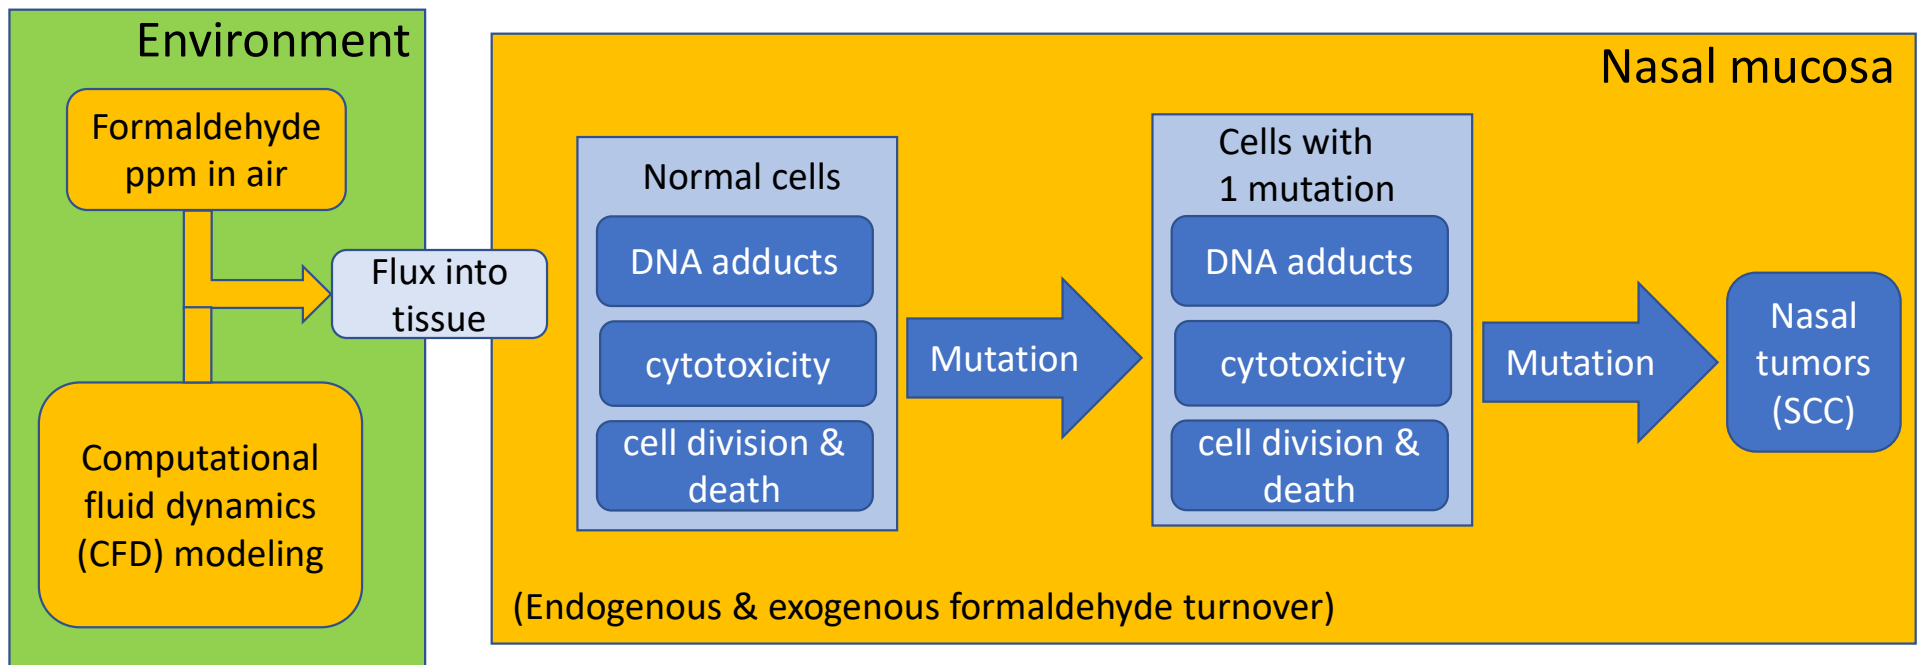 Environment
Formaldehyde
ppm in air
Computational
fluid dynamics
(CFD) modeling
Flux into
tissue
Nasal mucosa
Normal cells
DNA adducts
cytotoxicity
cell division &
death
Mutation
Cells with
1 mutation
DNA adducts
cytotoxicity
cell division &
death
Mutation
Nasal
tumors
(SCC)
(Endogenous & exogenous formaldehyde turnover)